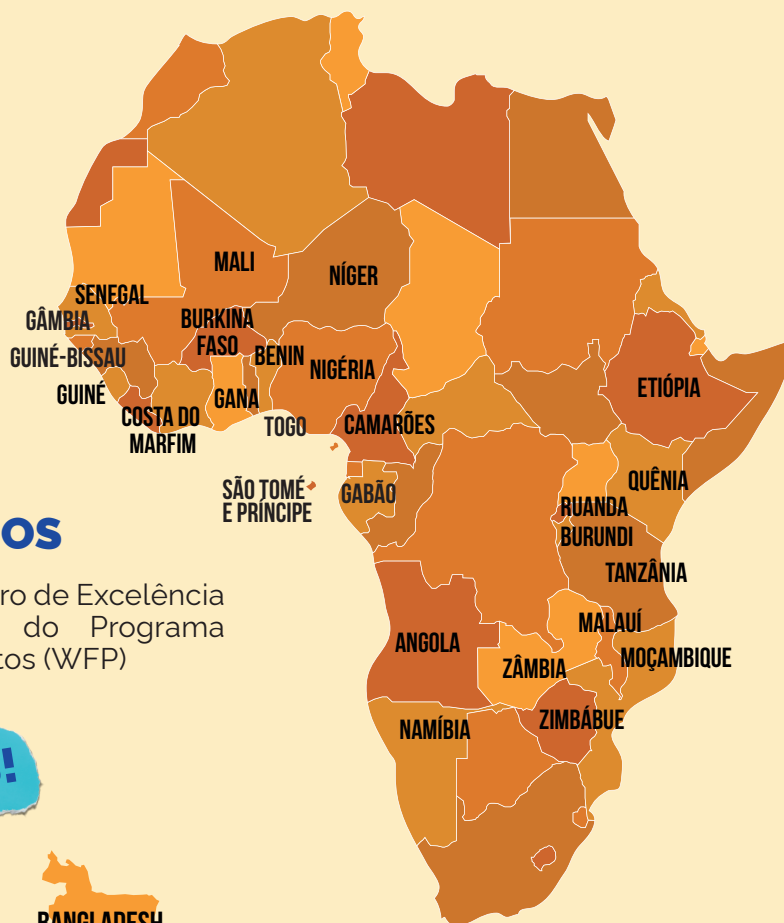 MALI
NÍGER
SENEGAL
GÂMBIA
BURKINA
FASO
GUINÉ-BISSAU
BENIN
NIGÉRIA
GUINÉ
GANA
ETIÓPIA
COSTA DO
MARFIM
TOGO
CAMARÕES
QUÊNIA
SÃO TOMÉ
E PRÍNCIPE
GABÃO
RUANDA
BURUNDI
TANZÂNIA
os
ro de Excelência
do Programa
tos (WFP)
MALAUÍ
ANGOLA
MOÇAMBIQUE
ZÂMBIA
ZIMBÁBUE
NAMÍBIA
!
BANGLADESH